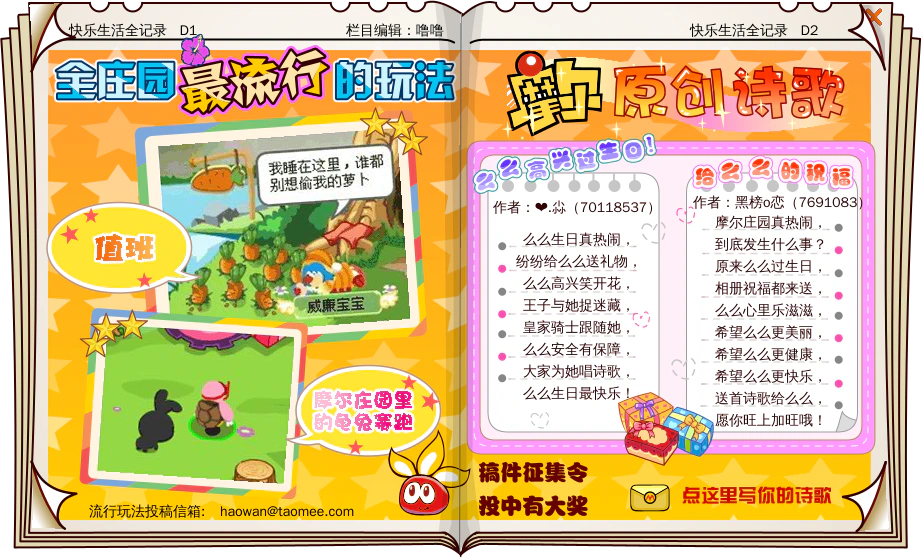 快乐生活全记录 D1
栏目编辑：噜噜
全庄园最流行的玩法
我睡在这里，谁都
别想偷我的萝卜
值班
威廉宝宝
摩尔庄园里
的龟兔赛跑
流行玩法投稿信箱: haowan@taomee.com
快乐生活全记录 D2
摩尔原创诗歌
么么高兴过生日!
作者：❤.尛（70118537）
么么生日真热闹，
纷纷给么么送礼物，
么么高兴笑开花，
王子与她捉迷藏，
皇家骑士跟随她，
么么安全有保障，
大家为她唱诗歌，
么么生日最快乐！
给么么的祝福
作者：黑榜o恋（7691083）
摩尔庄园真热闹，
到底发生什么事？
原来么么过生日，
相册祝福都来送，
么么心里乐滋滋，
希望么么更美丽，
希望么么更健康，
希望么么更快乐，
送首诗歌给么么，
愿你旺上加旺哦！
稿件征集令
投中有大奖
点这里写你的诗歌